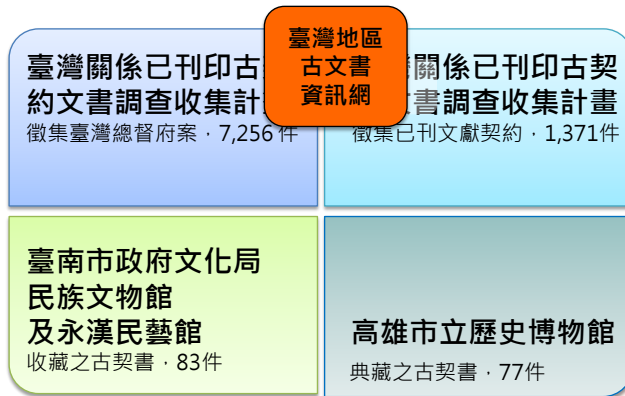 臺灣地區
古文書
資訊網
臺灣關係已刊印古
約文書調查收集計
徵集臺灣總督府案，7,256 件
關係已刊印古契
書調查收集計畫
徵集已刊文獻契約，1,371件
臺南市政府文化局
民族文物館
及永漢民藝館
收藏之古契書，83件
高雄市立歷史博物館
典藏之古契書，77件